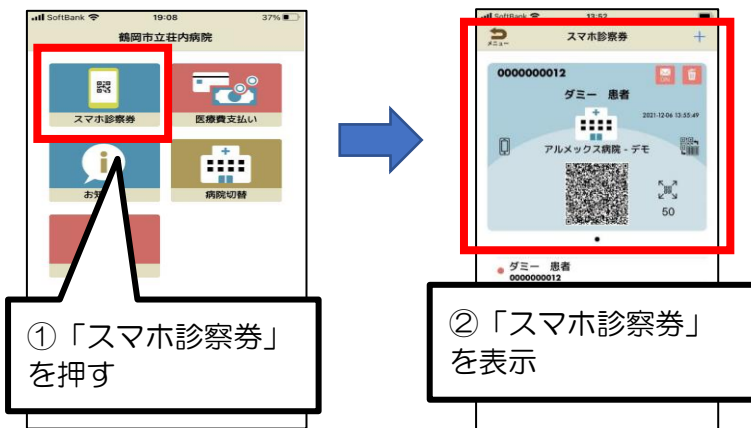 SoftBank 19:08 37%
鶴岡市立荘内病院
スマホ診察券
医療費支払い
お知
病院切替
①「スマホ診察券」
を押す
SoftBank 13:52
メニュー スマホ診察券 +
0000000012
ダミー 患者
2021-12-06 13:55:49
アルメックス病院 - デモ
50
ダミー 患者
0000000012
②「スマホ診察券」
を表示